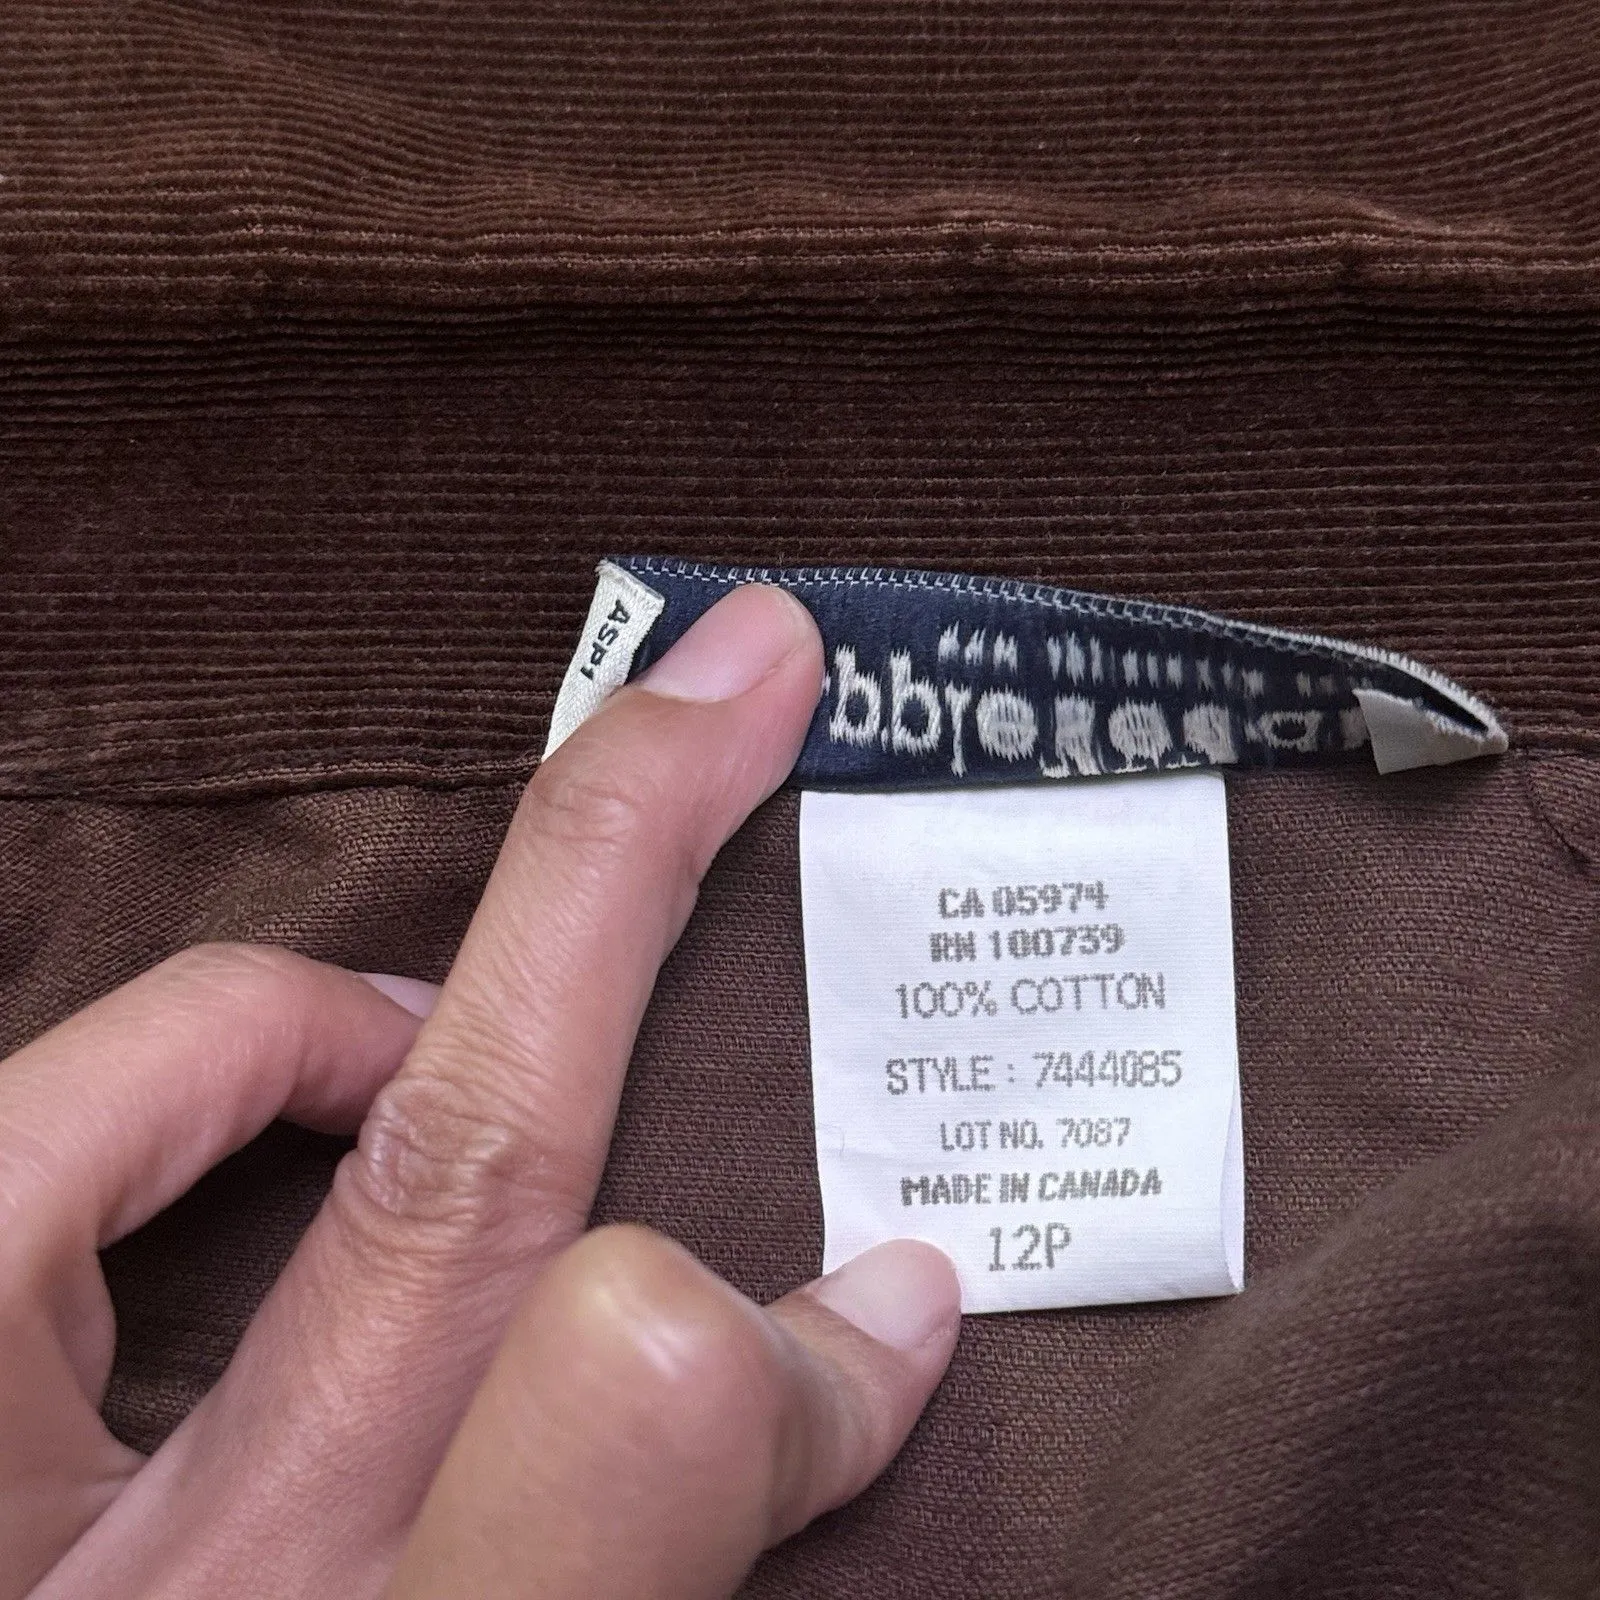 ASP1
CA 05974
RN 100739
100% COTTON
STYLE : 7444085
LOT NO. 7087
MADE IN CANADA
12P